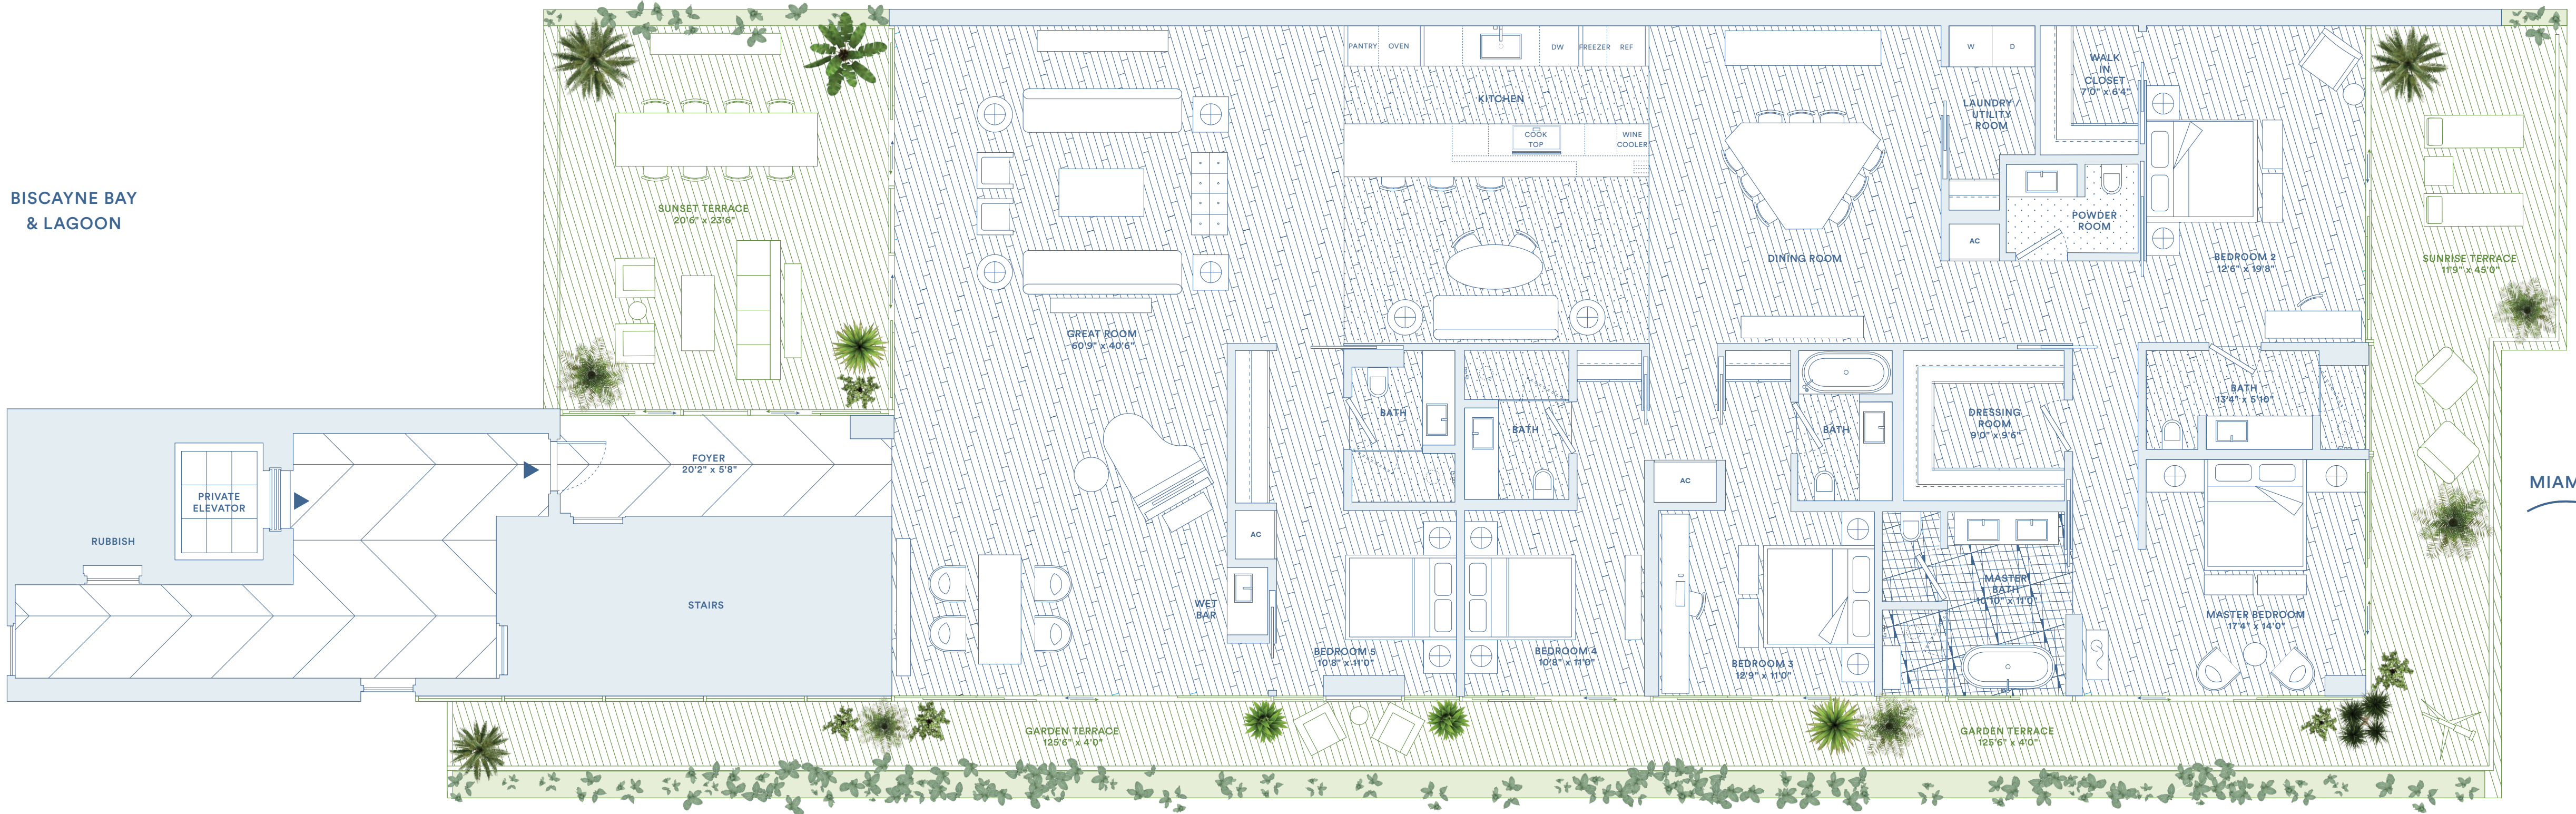 BISCAYNE BAY
& LAGOON
SUNSET TERRACE
20'6" x 23'6"
PRIVATE
ELEVATOR
RUBBISH
FOYER
20'2" x 5'8"
STAIRS
GREAT ROOM
60'9" x 40'6"
WET
BAR
AC
PANTRY
OVEN
DW
FREEZER
REF
KITCHEN
COOK
TOP
WINE
COOLER
DINING ROOM
W
D
LAUNDRY /
UTILITY
ROOM
AC
WALK
IN
CLOSET
7'0" x 6'4"
POWDER
ROOM
BEDROOM 2
12'6" x 19'8"
SUNRISE TERRACE
11'9" x 45'0"
BATH
BATH
AC
BATH
DRESSING
ROOM
9'0" x 9'6"
BATH
13'4" x 5'10"
BEDROOM 5
10'8" x 11'0"
BEDROOM 4
10'8" x 11'0"
BEDROOM 3
12'9" x 11'0"
MASTER
BATH
10'10" x 11'0"
MASTER BEDROOM
17'4" x 14'0"
GARDEN TERRACE
125'6" x 4'0"
GARDEN TERRACE
125'6" x 4'0"